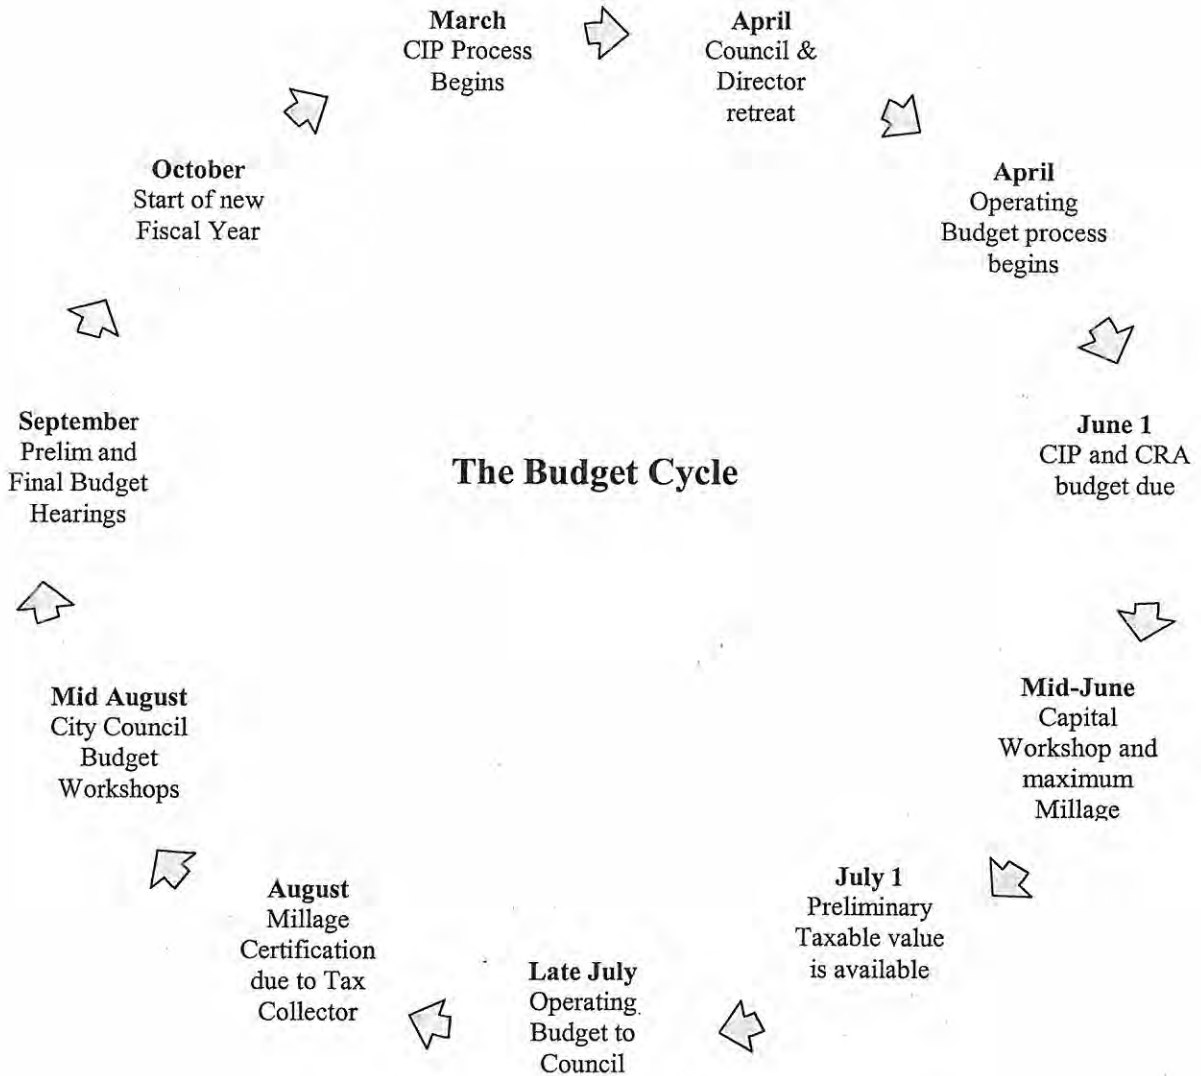 March
CIP Process
Begins
April
Council &
Director
retreat
April
Operating
Budget process
begins
June 1
CIP and CRA
budget due
Mid-June
Capital
Workshop and
maximum
Millage
July 1
Preliminary
Taxable value
is available
Late July
Operating
Budget to
Council
August
Millage
Certification
due to Tax
Collector
Mid August
City Council
Budget
Workshops
September
Prelim and
Final Budget
Hearings
October
Start of new
Fiscal Year
The Budget Cycle